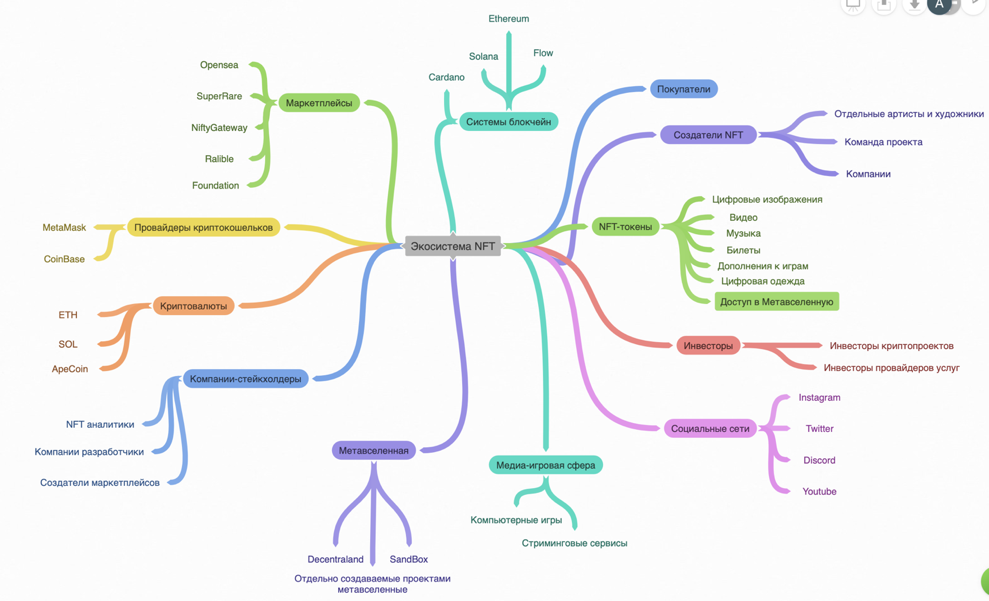 A
Ethereum
Solana
Flow
Cardano
Системы блокчейн
Opensea
SuperRare
NiftyGateway
Ralible
Foundation
Маркетплейсы
MetaMask
CoinBase
Провайдеры криптокошельков
ETH
SOL
ApeCoin
Криптовалюты
Компании-стейкхолдеры
NFT аналитики
Компании разработчики
Создатели маркетплейсов
Экосистема NFT
Покупатели
Создатели NFT
Отдельные артисты и художники
Команда проекта
Компании
NFT-токены
Цифровые изображения
Видео
Музыка
Билеты
Дополнения к играм
Цифровая одежда
Доступ в Метавселенную
Инвесторы
Инвесторы криптопроектов
Инвесторы провайдеров услуг
Социальные сети
Instagram
Twitter
Discord
Youtube
Метавселенная
Decentraland
SandBox
Отдельно создаваемые проектами
метавселенные
Медиа-игровая сфера
Компьютерные игры
Стриминговые сервисы